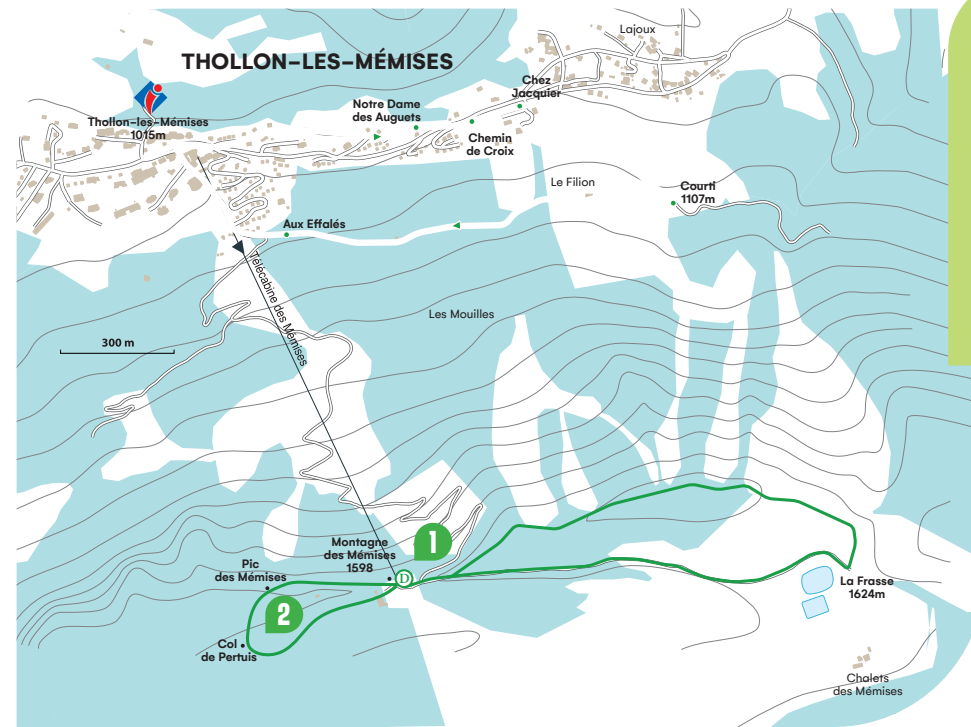 Lajoux
THOLLON-LES-MÉMISES
Chez
Jacquier
Notre Dame
des Auguets
Thollon-les-Mémises
1015m
Chemin
de Croix
Le Filion
Courti
1107m
Aux Effalés
Télécabine des Mémises
Les Mouilles
300 m
1
Montagne
des Mémises
1598
D
Pic
des Mémises
La Frasse
1624m
2
Col
de Pertuis
Chalets
des Mémises